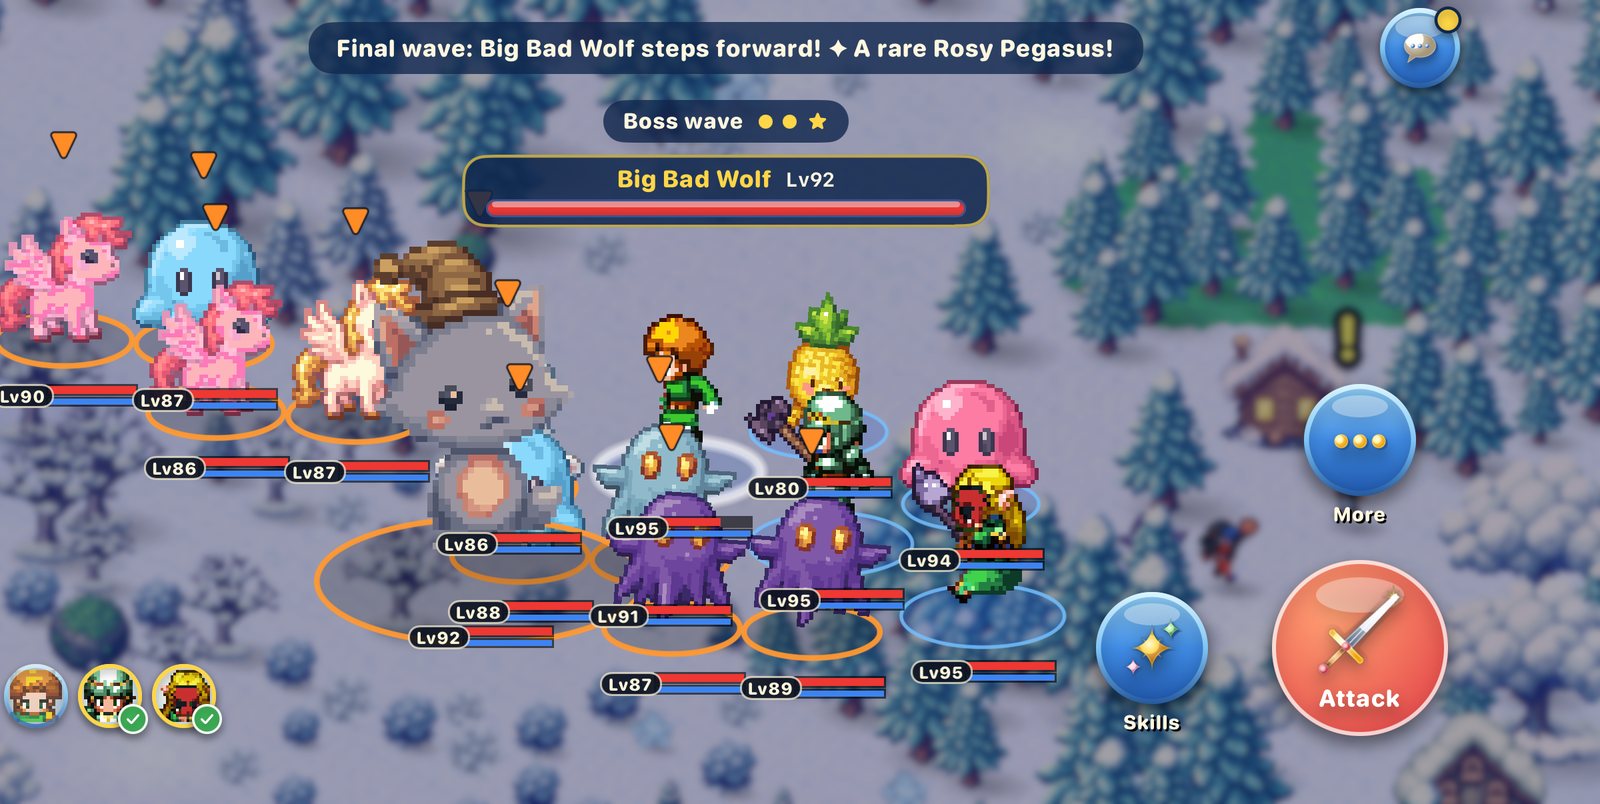 Final wave: Big Bad Wolf steps forward! ✦ A rare Rosy Pegasus!
Boss wave
Big Bad Wolf Lv92
Lv90
Lv87
Lv86
Lv87
Lv80
Lv95
Lv86
Lv94
Lv88
Lv91
Lv95
Lv92
Lv87
Lv89
Lv95
More
Skills
Attack